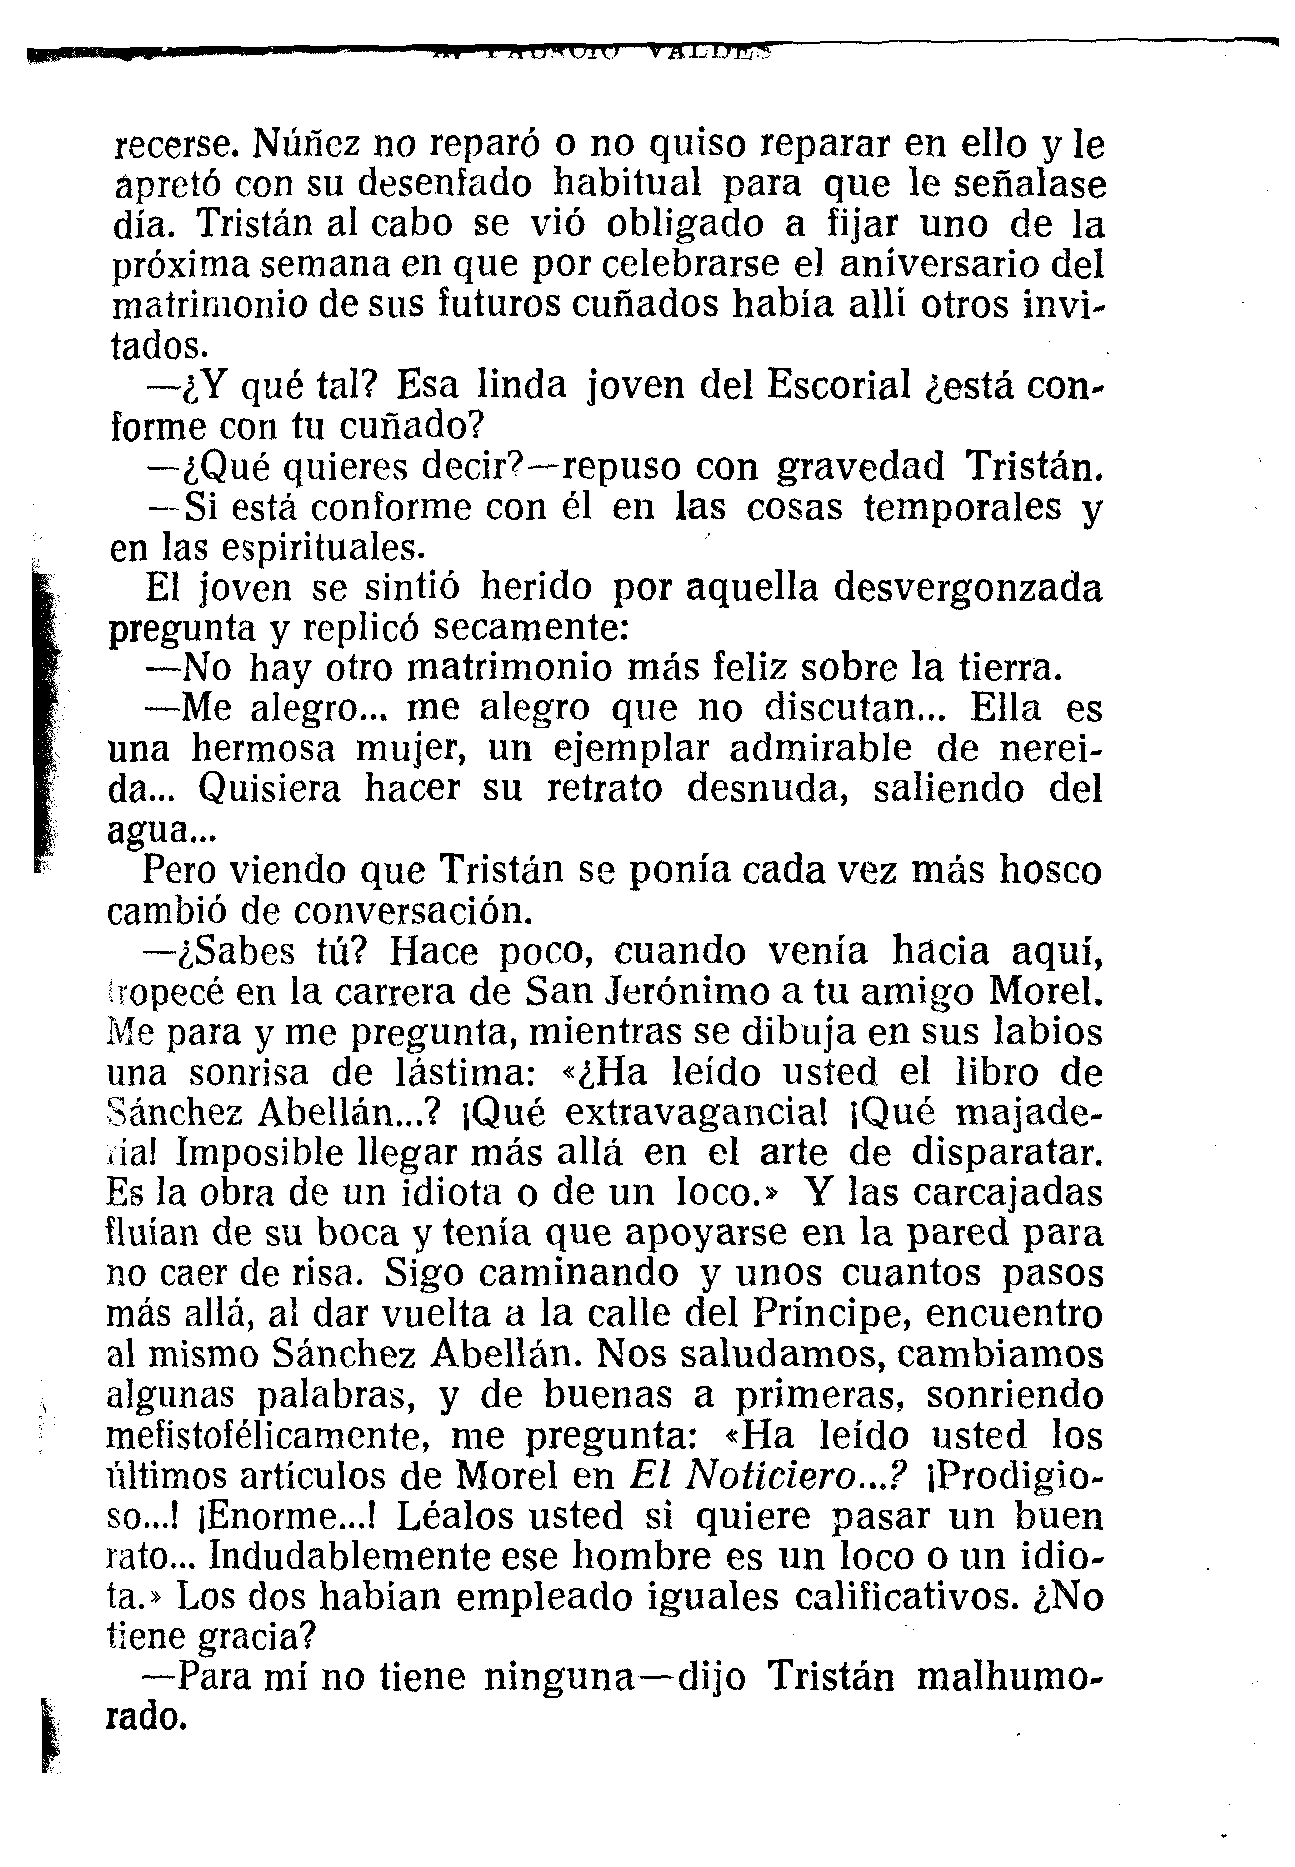 VALDES
recerse. Núñez no reparó o no quiso reparar en ello y le
apretó con su desenfado habitual para que le señalase
día. Tristán al cabo se vió obligado a fijar uno de la
próxima semana en que por celebrarse el aniversario del
matrimonio de sus futuros cuñados había allí otros invi-
tados.
—¿Y qué tal? Esa linda joven del Escorial ¿está con-
forme con tu cuñado?
—¿Qué quieres decir?—repuso con gravedad Tristán.
—Si está conforme con él en las cosas temporales y
en las espirituales.
El joven se sintió herido por aquella desvergonzada
pregunta y replicó secamente:
—No hay otro matrimonio más feliz sobre la tierra.
—Me alegro... me alegro que no discutan... Ella es
una hermosa mujer, un ejemplar admirable de nerei-
da... Quisiera hacer su retrato desnuda, saliendo del
agua...
Pero viendo que Tristán se ponía cada vez más hosco
cambió de conversación.
—¿Sabes tú? Hace poco, cuando venía hacia aquí,
tropecé en la carrera de San Jerónimo a tu amigo Morel.
Me para y me pregunta, mientras se dibuja en sus labios
una sonrisa de lástima: «¿Ha leído usted el libro de
Sánchez Abellán...? ¡Qué extravagancia! ¡Qué majade-
ría! Imposible llegar más allá en el arte de disparatar.
Es la obra de un idiota o de un loco.» Y las carcajadas
fluían de su boca y tenía que apoyarse en la pared para
no caer de risa. Sigo caminando y unos cuantos pasos
más allá, al dar vuelta a la calle del Príncipe, encuentro
al mismo Sánchez Abellán. Nos saludamos, cambiamos
algunas palabras, y de buenas a primeras, sonriendo
mefistofélicamente, me pregunta: «Ha leído usted los
últimos artículos de Morel en El Noticiero...? ¡Prodigio-
so...! ¡Enorme...! Léalos usted si quiere pasar un buen
rato... Indudablemente ese hombre es un loco o un idio-
ta.» Los dos habían empleado iguales calificativos. ¿No
tiene gracia?
—Para mí no tiene ninguna—dijo Tristán malhumo-
rado.